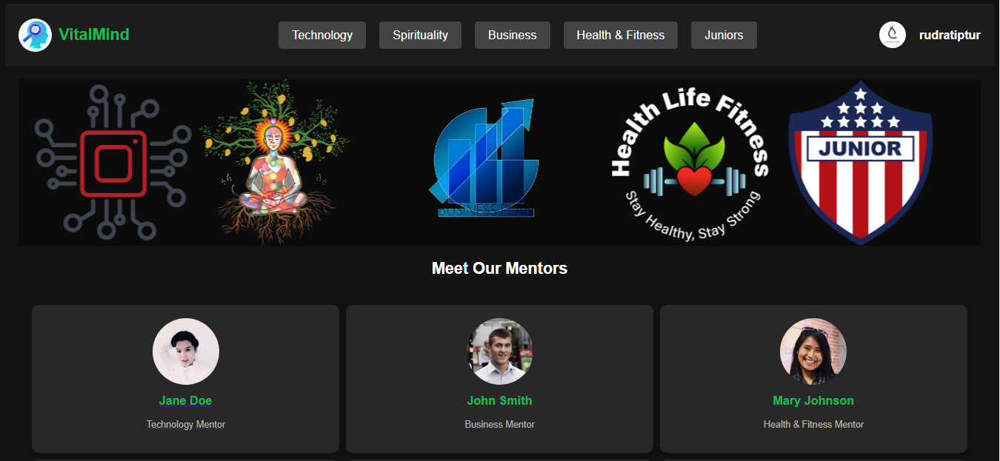 VitalMind
Technology
Spirituality
Business
Health & Fitness
Juniors
rudratiptur
BUSINESS PLAN
Health Life Fitness
Stay Healthy, Stay Strong
JUNIOR
Meet Our Mentors
Jane Doe
Technology Mentor
John Smith
Business Mentor
Mary Johnson
Health & Fitness Mentor